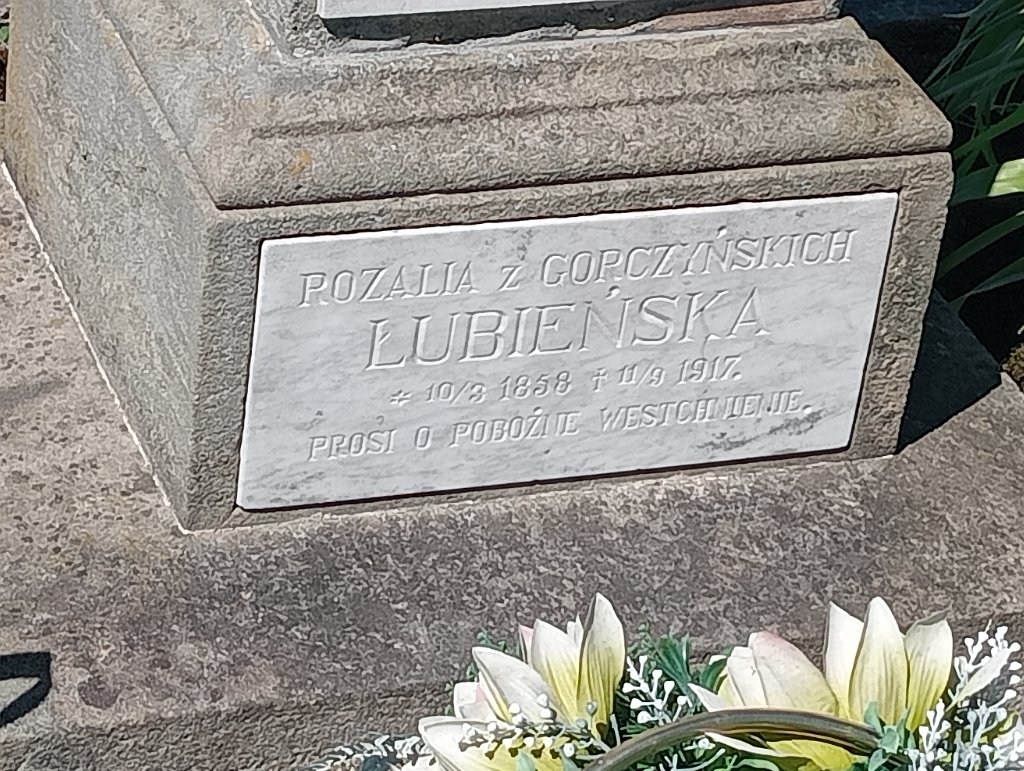 ROZALIA Z GORCZYŃSKICH
ŁUBIEŃSKA
* 10/3 1858 † 11/9 1917.
PROSI O POBOŻNE WESTCHNIENIE.